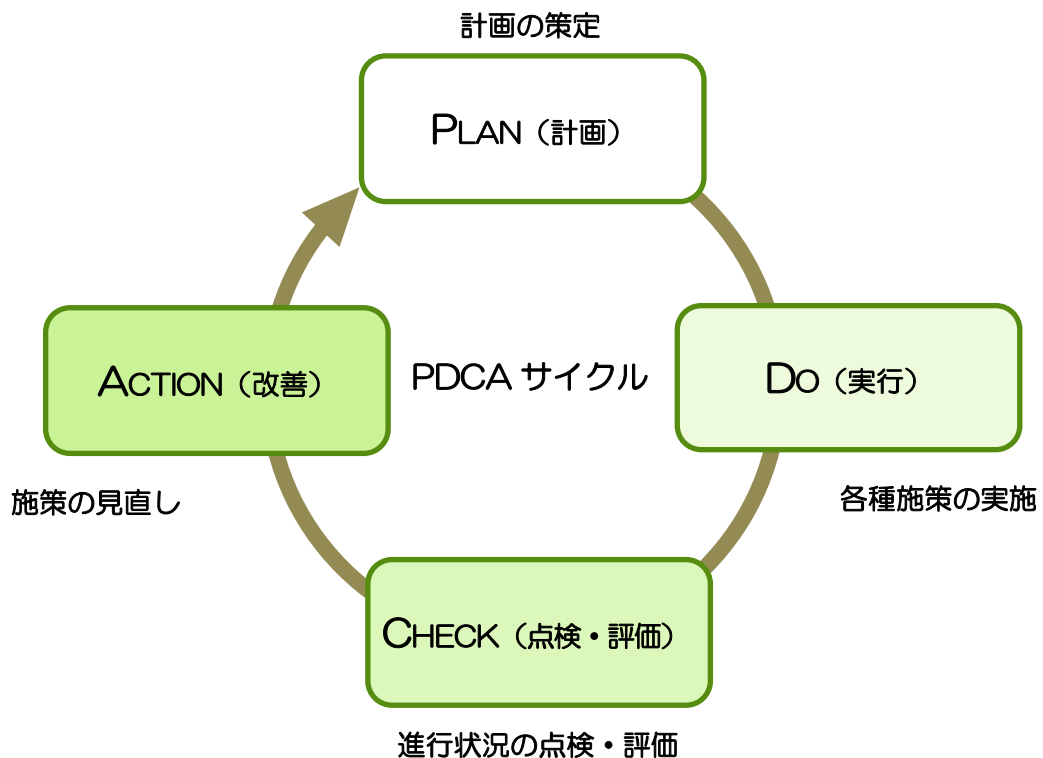 計画の策定
PLAN（計画）
ACTION（改善）
PDCA サイクル
DO（実行）
施策の見直し
各種施策の実施
CHECK（点検・評価）
進行状況の点検・評価